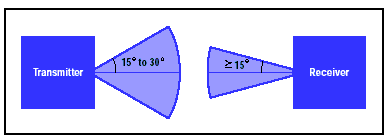 Transmitter
15° to 30°
≥ 15°
Receiver